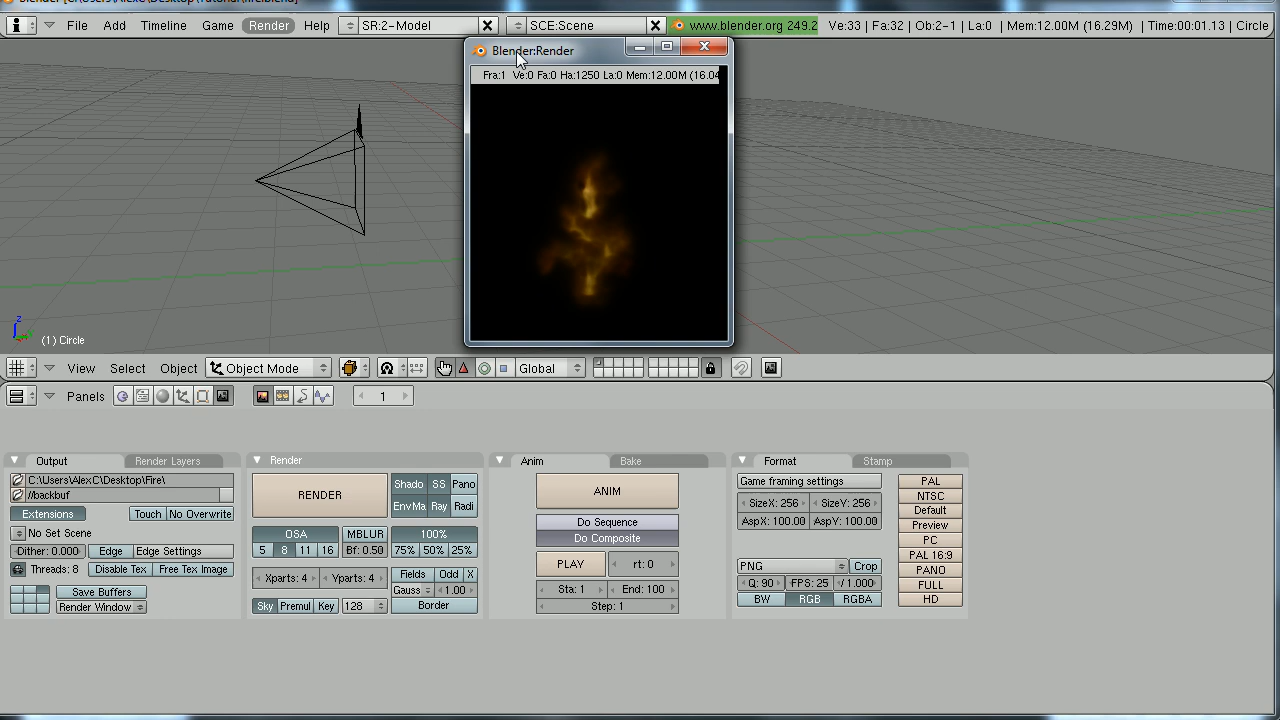 Blender [C:\Users\AlexC\Desktop\Tutorial\fire.blend]
File Add Timeline Game Render Help SR:2-Model SCE:Scene www.blender.org 249.2 Ve:33 | Fa:32 | Ob:2-1 | La:0 | Mem:12.00M (16.29M) | Time:00:01.13 | Circle
Blender:Render
Fra:1 Ve:0 Fa:0 Ha:1250 La:0 Mem:12.00M (16.04
z
(1) Circle
View Select Object Object Mode Global
Panels 1
Output Render Layers
C:\Users\AlexC\Desktop\Fire\
//backbuf
Extensions Touch No Overwrite
No Set Scene
Dither: 0.000 Edge Edge Settings
Threads: 8 Disable Tex Free Tex Image
Save Buffers
Render Window
Render
RENDER
Shado SS Pano
EnvMa Ray Radi
OSA MBLUR 100%
5 8 11 16 Bf: 0.50 75% 50% 25%
Xparts: 4 Yparts: 4 Fields Odd X
Gauss 1.00
Sky Premul Key 128 Border
Anim Bake
ANIM
Do Sequence
Do Composite
PLAY rt: 0
Sta: 1 End: 100
Step: 1
Format Stamp
Game framing settings
SizeX: 256 SizeY: 256
AspX: 100.00 AspY: 100.00
PNG Crop
Q: 90 FPS: 25 / 1.000
BW RGB RGBA
PAL
NTSC
Default
Preview
PC
PAL 16:9
PANO
FULL
HD